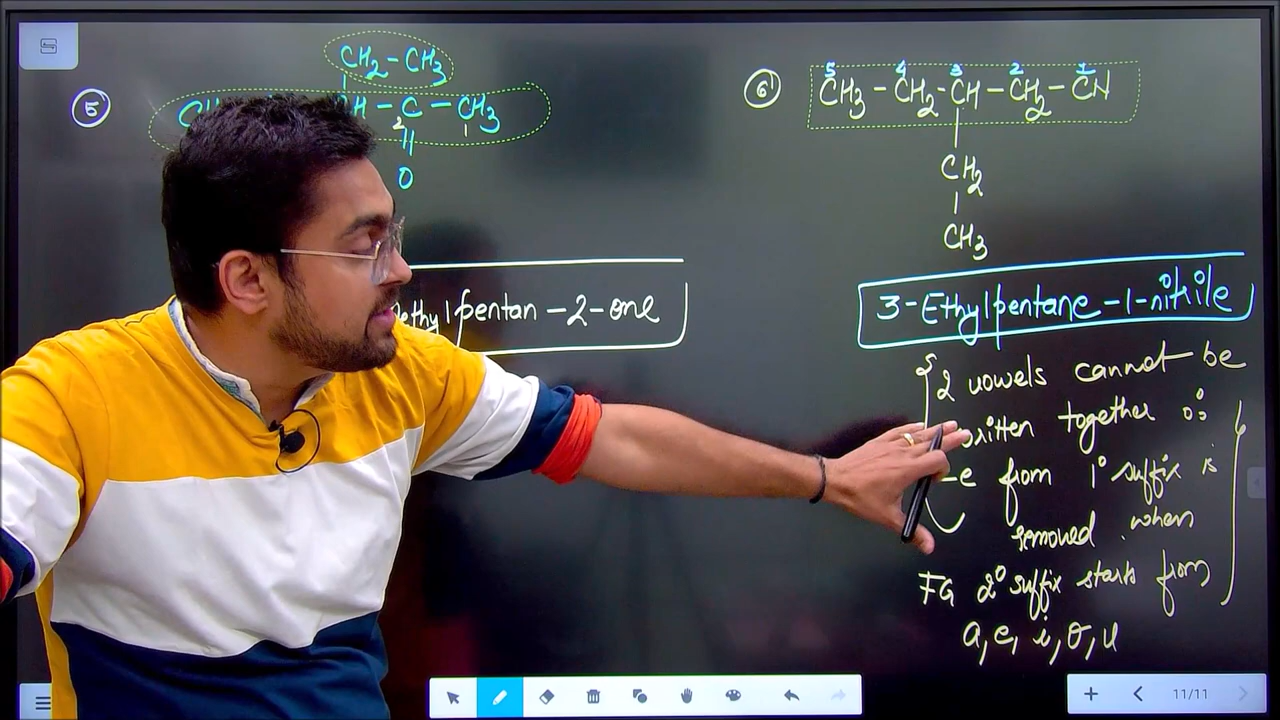 5
CH2-CH3
H-C-CH3
2 1
O
ethylpentan-2-one
6
5 4 3 2 1
CH3-CH2-CH-CH2-CN
CH2
CH3
3-Ethylpentane-1-nitrile
2 vowels cannot be
written together ∴
-e from 1° suffix is
removed when
FG 2° suffix starts from
a, e, i, o, u
11/11